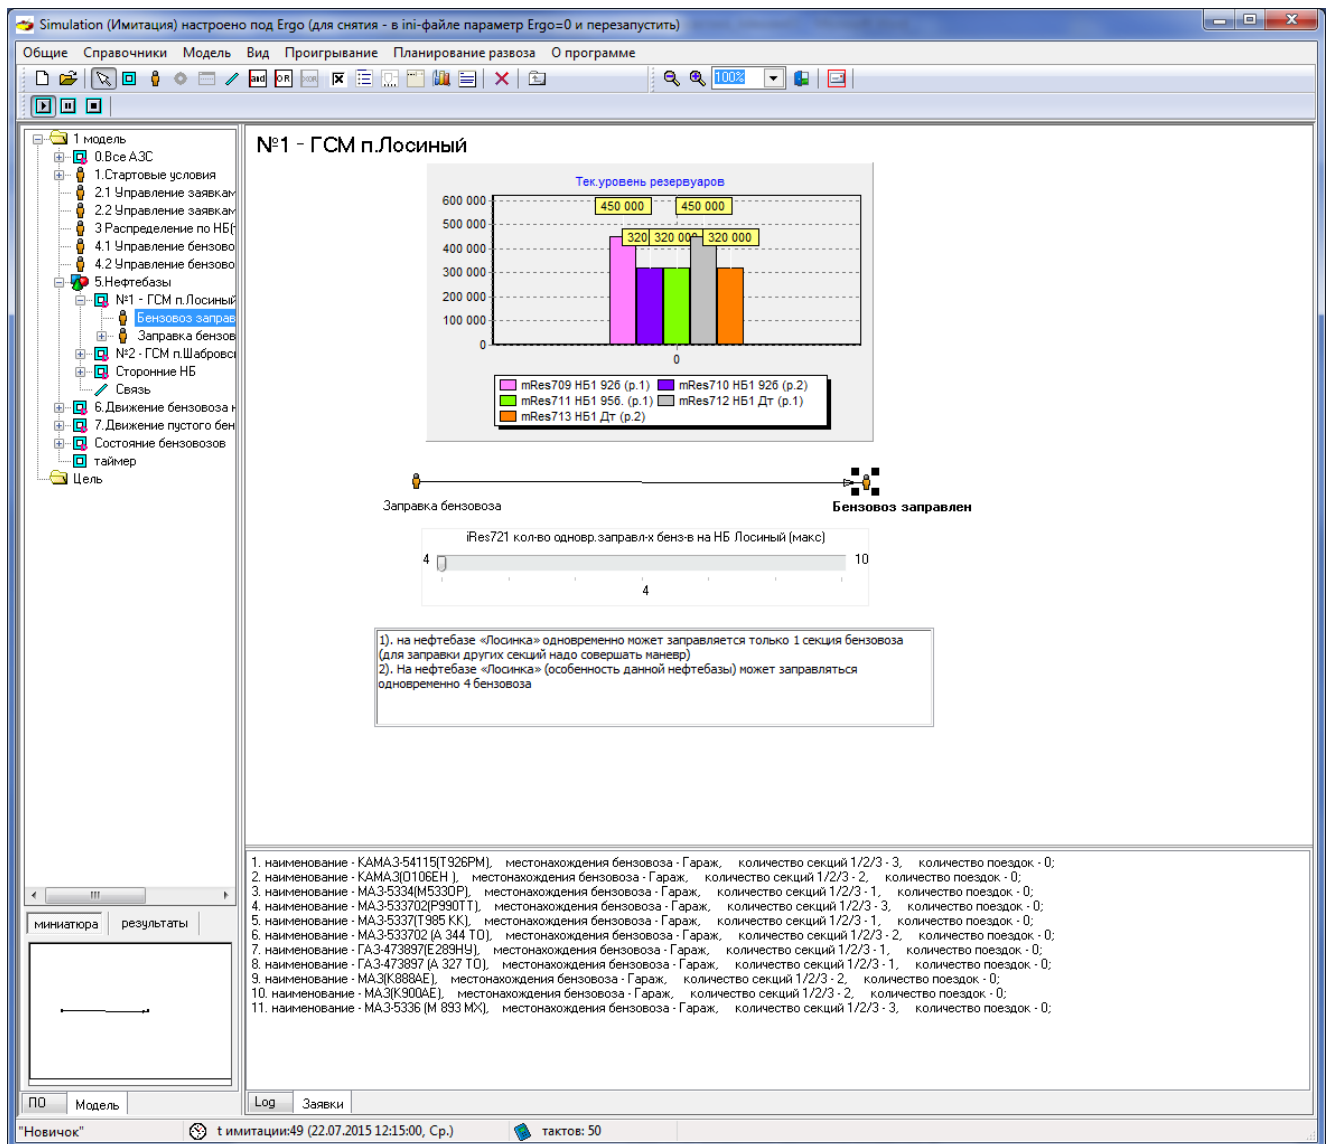 Simulation (Имитация) настроено под Ergo (для снятия - в ini-файле параметр Ergo=0 и перезапустить)
Общие Справочники Модель Вид Проигрывание Планирование развоза О программе
and OR XOR 100%
1 модель
0.Все АЗС
1.Стартовые условия
2.1 Управление заявкам
2.2 Управление заявкам
3 Распределение по НБ(
4.1 Управление бензово
4.2 Управление бензово
5.Нефтебазы
№1 - ГСМ п.Лосиный
Бензовоз заправ
Заправка бензов
№2 - ГСМ п.Шабровс
Сторонние НБ
Связь
6.Движение бензовоза н
7.Движение пустого бен
Состояние бензовозов
таймер
Цель
миниатюра результаты
ПО Модель
№1 - ГСМ п.Лосиный
Тек.уровень резервуаров
600 000
500 000
400 000
300 000
200 000
100 000
0
450 000 450 000
320 320 000 320 000
0
mRes709 НБ1 92б (р.1) mRes710 НБ1 92б (р.2)
mRes711 НБ1 95б. (р.1) mRes712 НБ1 Дт (р.1)
mRes713 НБ1 Дт (р.2)
Заправка бензовоза Бензовоз заправлен
iRes721 кол-во одновр.заправл-х бенз-в на НБ Лосиный (макс)
4 10
4
1). на нефтебазе «Лосинка» одновременно может заправляется только 1 секция бензовоза
(для заправки других секций надо совершать маневр)
2). На нефтебазе «Лосинка» (особенность данной нефтебазы) может заправляться
одновременно 4 бензовоза
1. наименование - КАМАЗ-54115(Т926РМ), местонахождения бензовоза - Гараж, количество секций 1/2/3 - 3, количество поездок - 0;
2. наименование - КАМАЗ(О106ЕН ), местонахождения бензовоза - Гараж, количество секций 1/2/3 - 2, количество поездок - 0;
3. наименование - МАЗ-5334(М533ОР), местонахождения бензовоза - Гараж, количество секций 1/2/3 - 1, количество поездок - 0;
4. наименование - МАЗ-533702(Р990ТТ), местонахождения бензовоза - Гараж, количество секций 1/2/3 - 3, количество поездок - 0;
5. наименование - МАЗ-5337(Т985 КК), местонахождения бензовоза - Гараж, количество секций 1/2/3 - 1, количество поездок - 0;
6. наименование - МАЗ-533702 (А 344 ТО), местонахождения бензовоза - Гараж, количество секций 1/2/3 - 2, количество поездок - 0;
7. наименование - ГАЗ-473897(Е289НУ), местонахождения бензовоза - Гараж, количество секций 1/2/3 - 1, количество поездок - 0;
8. наименование - ГАЗ-473897 (А 327 ТО), местонахождения бензовоза - Гараж, количество секций 1/2/3 - 1, количество поездок - 0;
9. наименование - МАЗ(К888АЕ), местонахождения бензовоза - Гараж, количество секций 1/2/3 - 2, количество поездок - 0;
10. наименование - МАЗ(К900АЕ), местонахождения бензовоза - Гараж, количество секций 1/2/3 - 2, количество поездок - 0;
11. наименование - МАЗ-5336 (М 893 МХ), местонахождения бензовоза - Гараж, количество секций 1/2/3 - 3, количество поездок - 0;
Log Заявки
"Новичок" t имитации:49 (22.07.2015 12:15:00, Ср.) тактов: 50